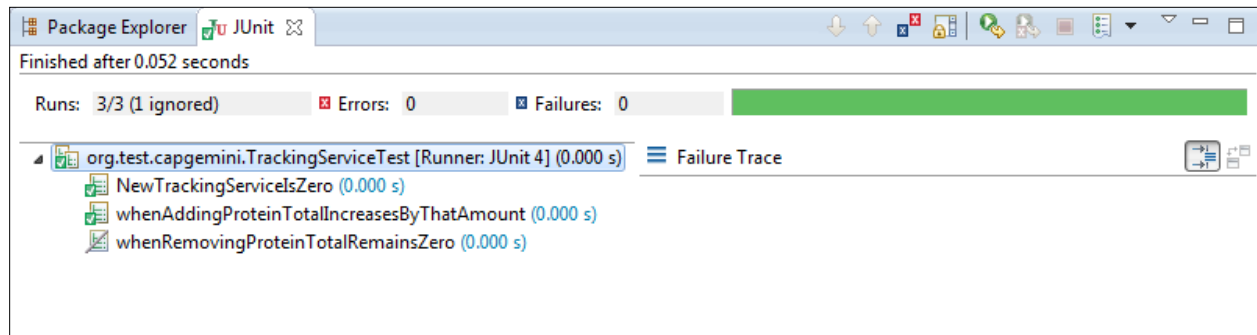 Package Explorer JUnit
Finished after 0.052 seconds
Runs: 3/3 (1 ignored) Errors: 0 Failures: 0
org.test.capgemini.TrackingServiceTest [Runner: JUnit 4] (0.000 s) Failure Trace
NewTrackingServiceIsZero (0.000 s)
whenAddingProteinTotalIncreasesByThatAmount (0.000 s)
whenRemovingProteinTotalRemainsZero (0.000 s)